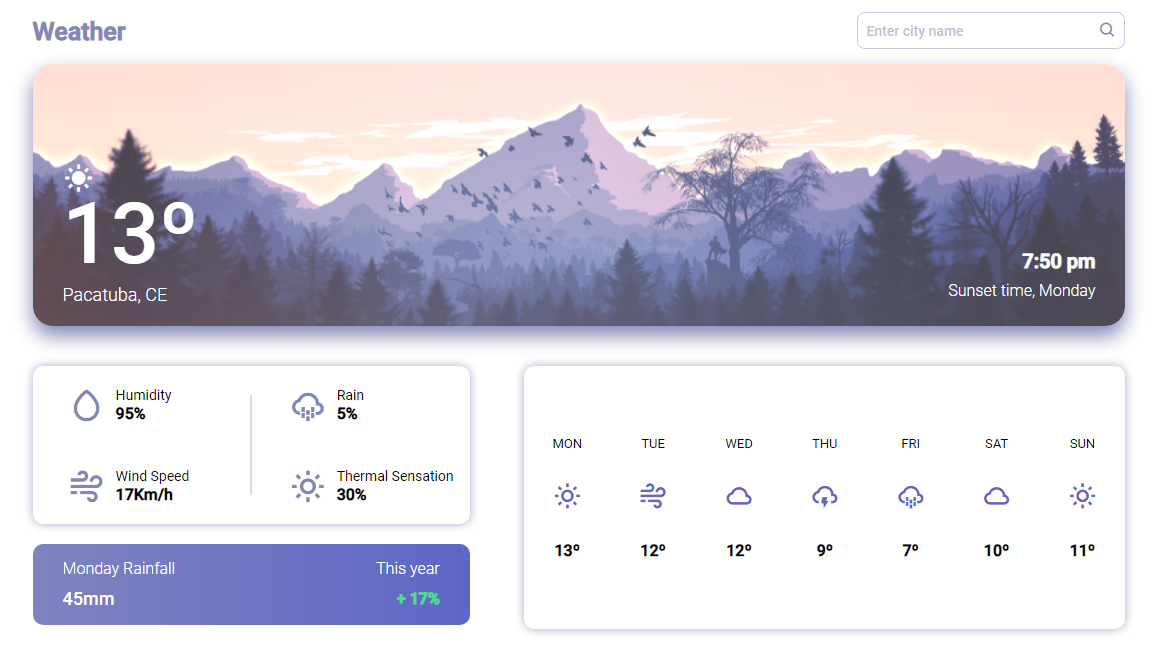 Weather
Enter city name
13º
Pacatuba, CE
7:50 pm
Sunset time, Monday
Humidity
95%
Rain
5%
Wind Speed
17Km/h
Thermal Sensation
30%
Monday Rainfall
This year
45mm
+ 17%
MON TUE WED THU FRI SAT SUN
13º 12º 12º 9º 7º 10º 11º